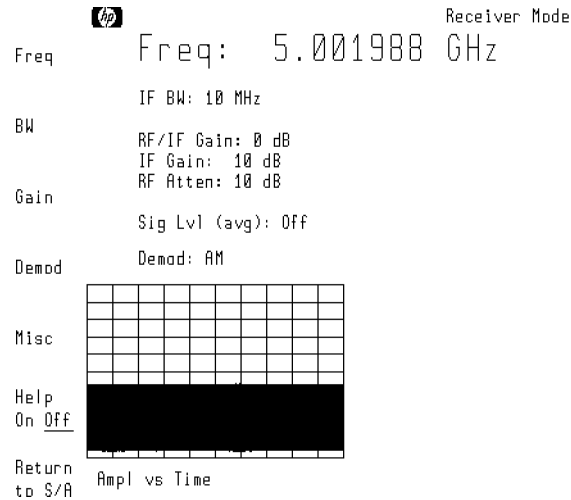 hp
Receiver Mode
Freq: 5.001988 GHz
Freq
IF BW: 10 MHz
BW
RF/IF Gain: 0 dB
IF Gain: 10 dB
RF Atten: 10 dB
Gain
Sig Lvl (avg): Off
Demod: AM
Demod
Misc
Help
On Off
Return
to S/A
Ampl vs Time